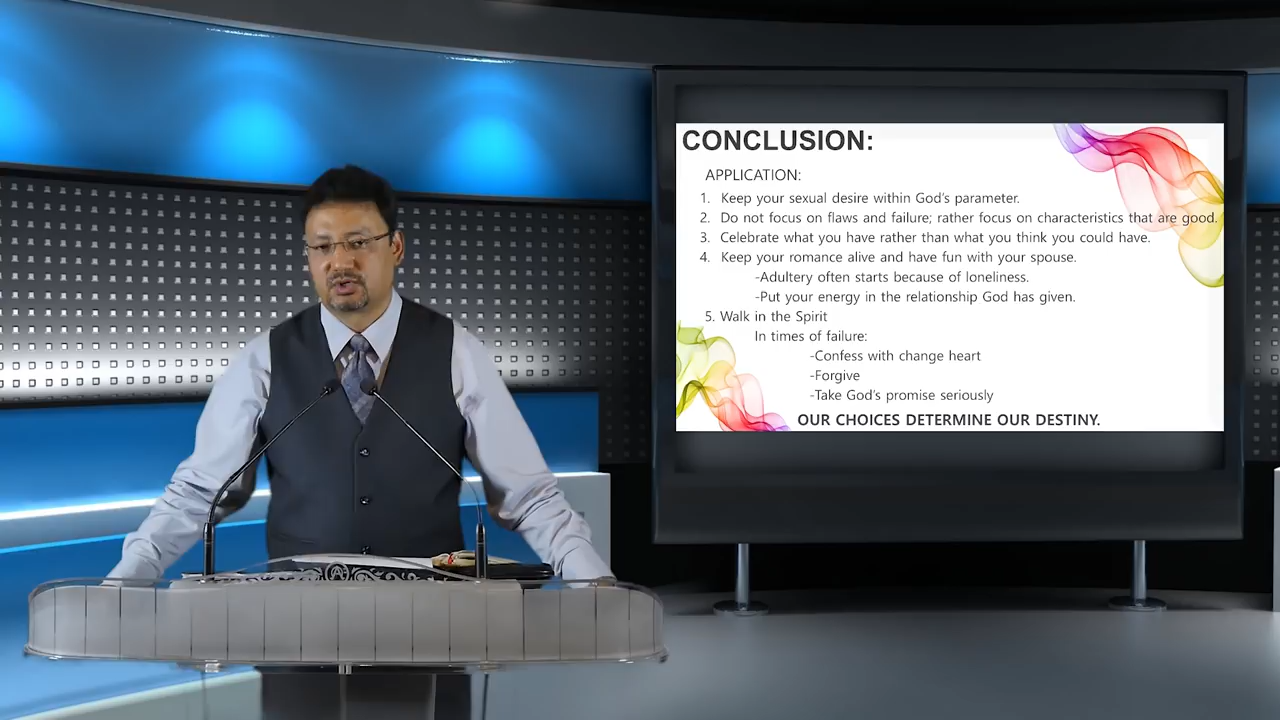 CONCLUSION:
APPLICATION:
1. Keep your sexual desire within God's parameter.
2. Do not focus on flaws and failure; rather focus on characteristics that are good.
3. Celebrate what you have rather than what you think you could have.
4. Keep your romance alive and have fun with your spouse.
-Adultery often starts because of loneliness.
-Put your energy in the relationship God has given.
5. Walk in the Spirit
In times of failure:
-Confess with change heart
-Forgive
-Take God's promise seriously
OUR CHOICES DETERMINE OUR DESTINY.